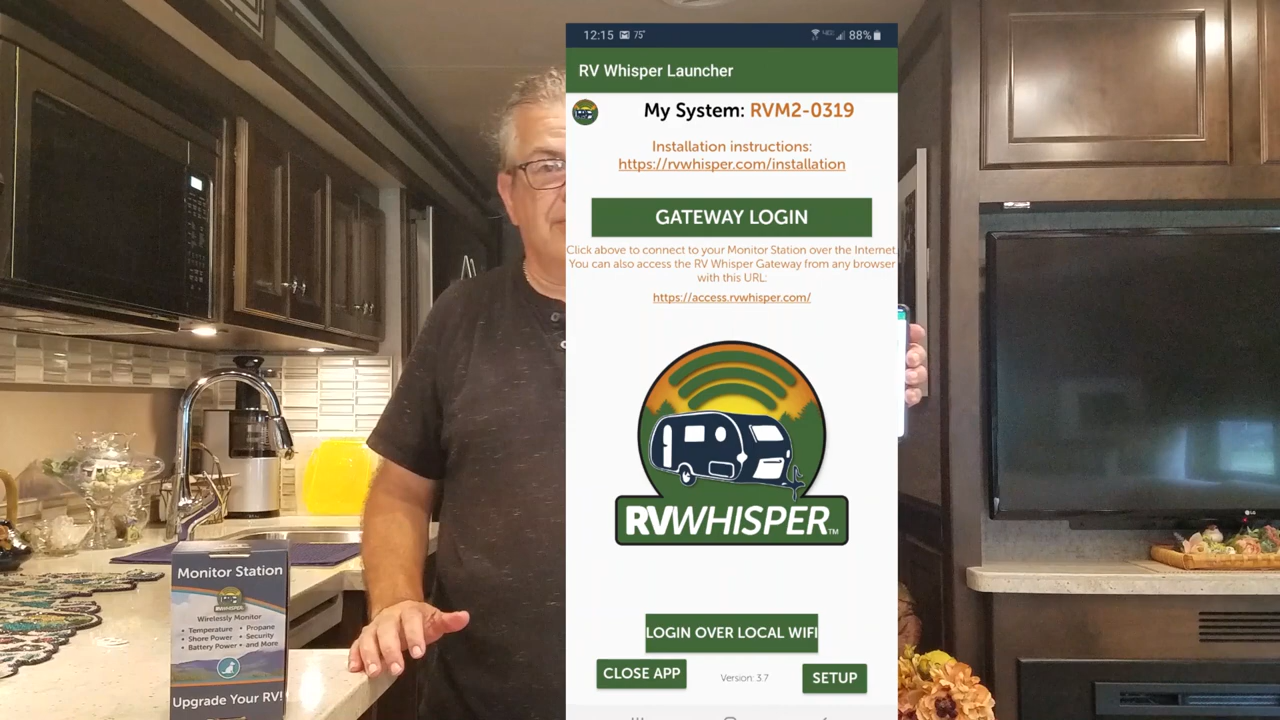 12:15 75°
88%
RV Whisper Launcher
My System: RVM2-0319
Installation instructions:
https://rvwhisper.com/installation
GATEWAY LOGIN
Click above to connect to your Monitor Station over the Internet.
You can also access the RV Whisper Gateway from any browser
with this URL:
https://access.rvwhisper.com/
RVWHISPER™
LOGIN OVER LOCAL WIFI
CLOSE APP
Version: 3.7
SETUP
Monitor Station
RVWHISPER
Wirelessly Monitor
• Temperature • Propane
• Shore Power • Security
• Battery Power • and More
Upgrade Your RV!
LG